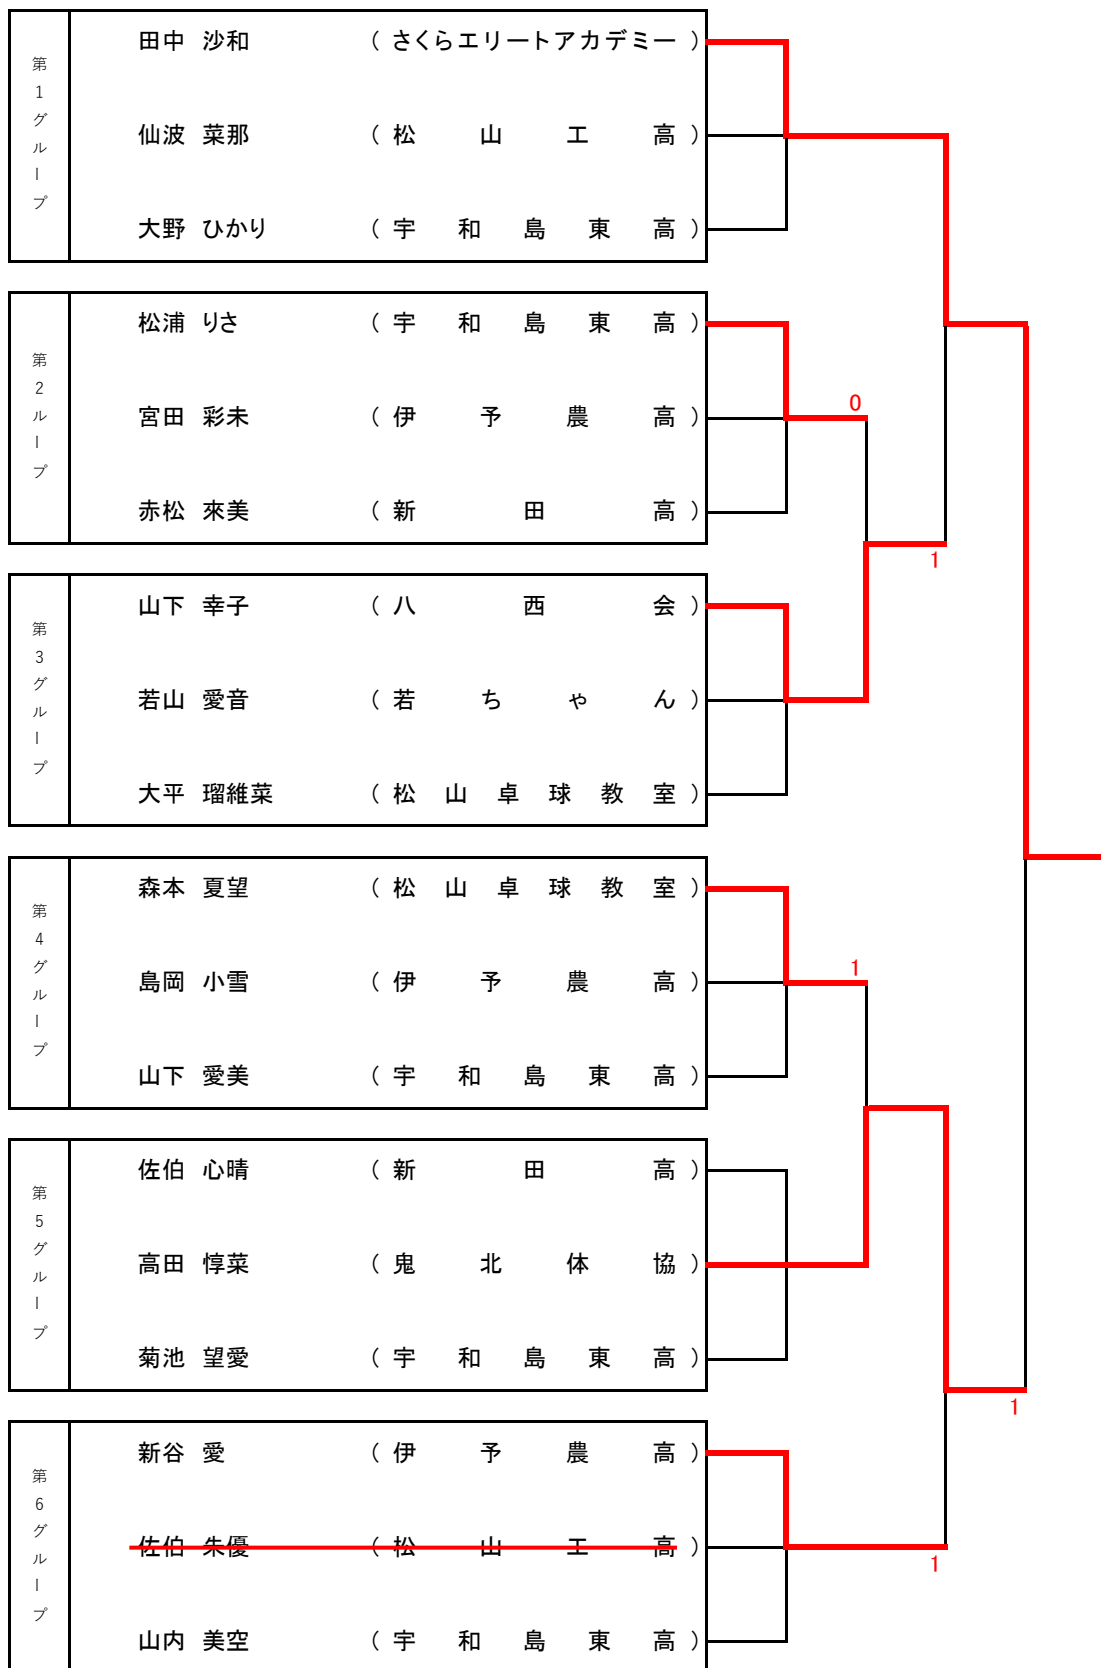 第1グループ
田中 沙和 ( さくらエリートアカデミー )
仙波 菜那 ( 松山工高 )
大野 ひかり ( 宇和島東高 )
第2ループ
松浦 りさ ( 宇和島東高 )
0
宮田 彩未 ( 伊予農高 )
赤松 來美 ( 新田高 )
1
第3グループ
山下 幸子 ( 八西会 )
若山 愛音 ( 若ちゃん )
大平 瑠維菜 ( 松山卓球教室 )
第4グループ
森本 夏望 ( 松山卓球教室 )
1
島岡 小雪 ( 伊予農高 )
山下 愛美 ( 宇和島東高 )
第5グループ
佐伯 心晴 ( 新田高 )
高田 惇菜 ( 鬼北体協 )
菊池 望愛 ( 宇和島東高 )
1
第6グループ
新谷 愛 ( 伊予農高 )
佐伯 朱優 ( 松山工高 )
1
山内 美空 ( 宇和島東高 )